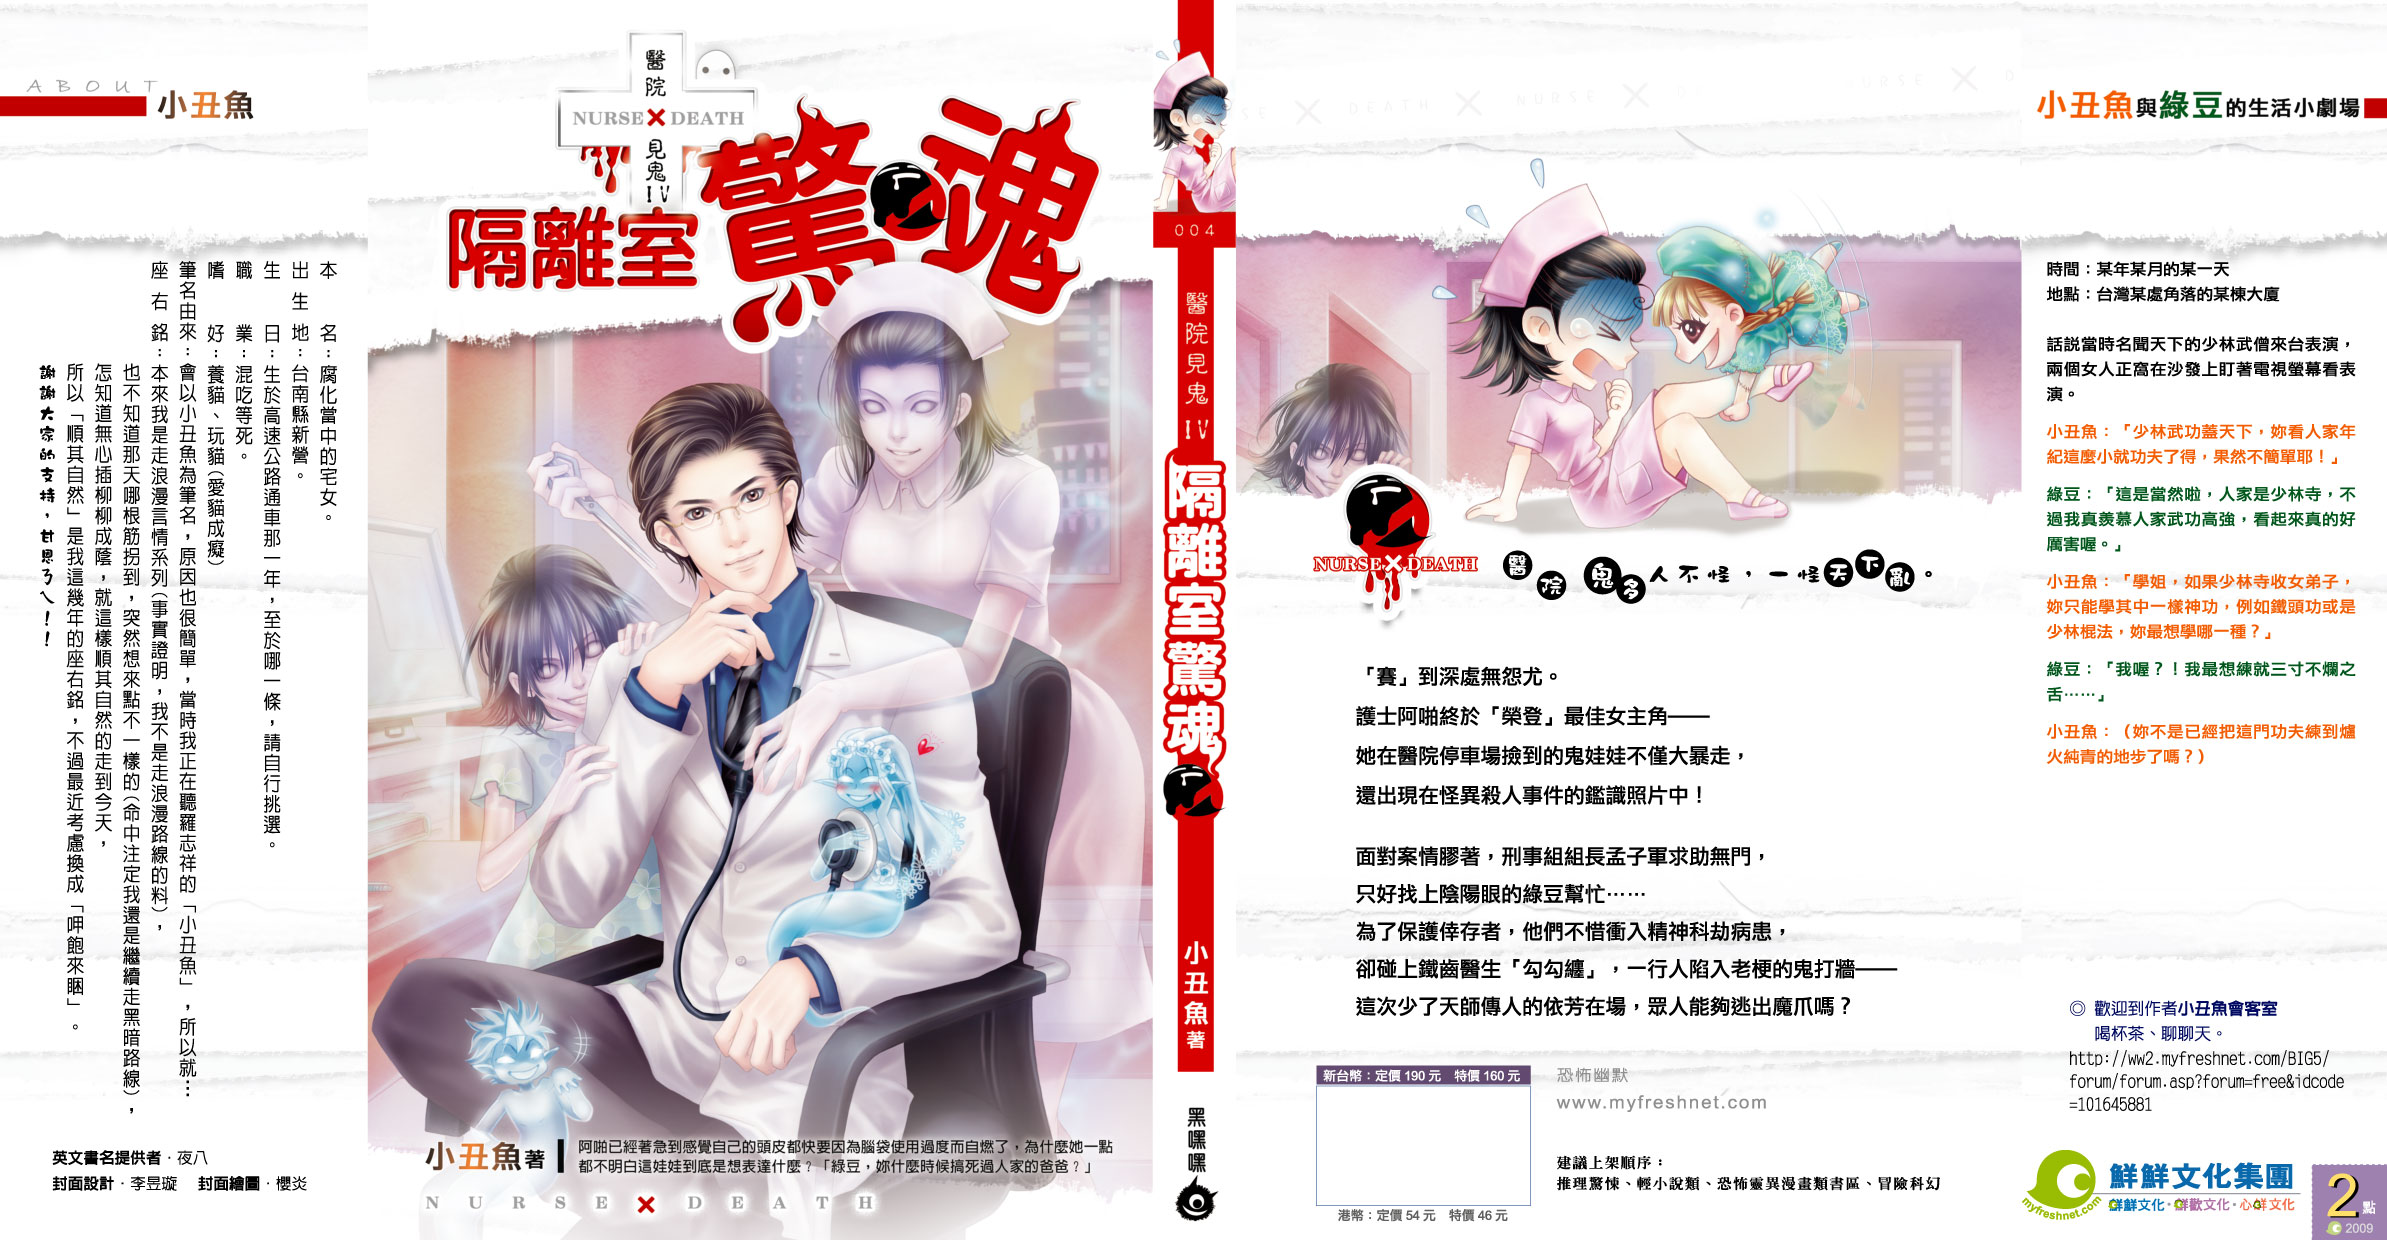 ABOUT
小丑魚
本　　名：腐化當中的宅女。
出 生 地：台南縣新營。
生　　日：生於高速公路通車那一年，至於哪一條，請自行挑選。
職　　業：混吃等死。
嗜　　好：養貓、玩貓(愛貓成癡)
筆名由來：會以小丑魚為筆名，原因也很簡單，當時我正在聽羅志祥的「小丑魚」，所以就…
座 右 銘：本來我是走浪漫言情系列(事實證明，我不是走浪漫路線的料)，
也不知道那天哪根筋拐到，突然想來點不一樣的(命中注定我還是繼續走黑暗路線)，
怎知道無心插柳柳成蔭，就這樣順其自然的走到今天，
所以「順其自然」是我這幾年的座右銘，不過最近考慮換成「呷飽來睏」。
謝謝大家的支持，甘恩ㄋㄟ！！
英文書名提供者．夜八
封面設計．李昱璇　封面繪圖．櫻炎
醫院見鬼IV
NURSE×DEATH
隔離室驚魂
小丑魚著
阿啪已經著急到感覺自己的頭皮都快要因為腦袋使用過度而自燃了，為什麼她一點
都不明白這娃娃到底是想表達什麼？「綠豆，妳什麼時候搞死過人家的爸爸？」
NURSE×DEATH
004
醫院見鬼IV
隔離室驚魂
小丑魚著
黑嘿嘿
NURSE × DEATH × NURSE ×
NURSE×DEATH
醫院鬼多人不怪，一怪天下亂。
「賽」到深處無怨尤。
護士阿啪終於「榮登」最佳女主角——
她在醫院停車場撿到的鬼娃娃不僅大暴走，
還出現在怪異殺人事件的鑑識照片中！
面對案情膠著，刑事組組長孟子軍求助無門，
只好找上陰陽眼的綠豆幫忙……
為了保護倖存者，他們不惜衝入精神科劫病患，
卻碰上鐵齒醫生「勾勾纏」，一行人陷入老梗的鬼打牆——
這次少了天師傳人的依芳在場，眾人能夠逃出魔爪嗎？
新台幣：定價 190 元　特價 160 元
港幣：定價 54 元　特價 46 元
恐怖幽默
www.myfreshnet.com
建議上架順序：
推理驚悚、輕小說類、恐怖靈異漫畫類書區、冒險科幻
小丑魚與綠豆的生活小劇場
時間：某年某月的某一天
地點：台灣某處角落的某棟大廈
話說當時名聞天下的少林武僧來台表演，
兩個女人正窩在沙發上盯著電視螢幕看表
演。
小丑魚：「少林武功蓋天下，妳看人家年
紀這麼小就功夫了得，果然不簡單耶！」
綠豆：「這是當然啦，人家是少林寺，不
過我真羨慕人家武功高強，看起來真的好
厲害喔。」
小丑魚：「學姐，如果少林寺收女弟子，
妳只能學其中一樣神功，例如鐵頭功或是
少林棍法，妳最想學哪一種？」
綠豆：「我喔？！我最想練就三寸不爛之
舌……」
小丑魚：（妳不是已經把這門功夫練到爐
火純青的地步了嗎？）
◎ 歡迎到作者小丑魚會客室
喝杯茶、聊聊天。
http://ww2.myfreshnet.com/BIG5/
forum/forum.asp?forum=free&idcode
=101645881
myfreshnet.com
鮮鮮文化集團
鮮鮮文化．鮮歡文化．心鮮文化
2點
2009